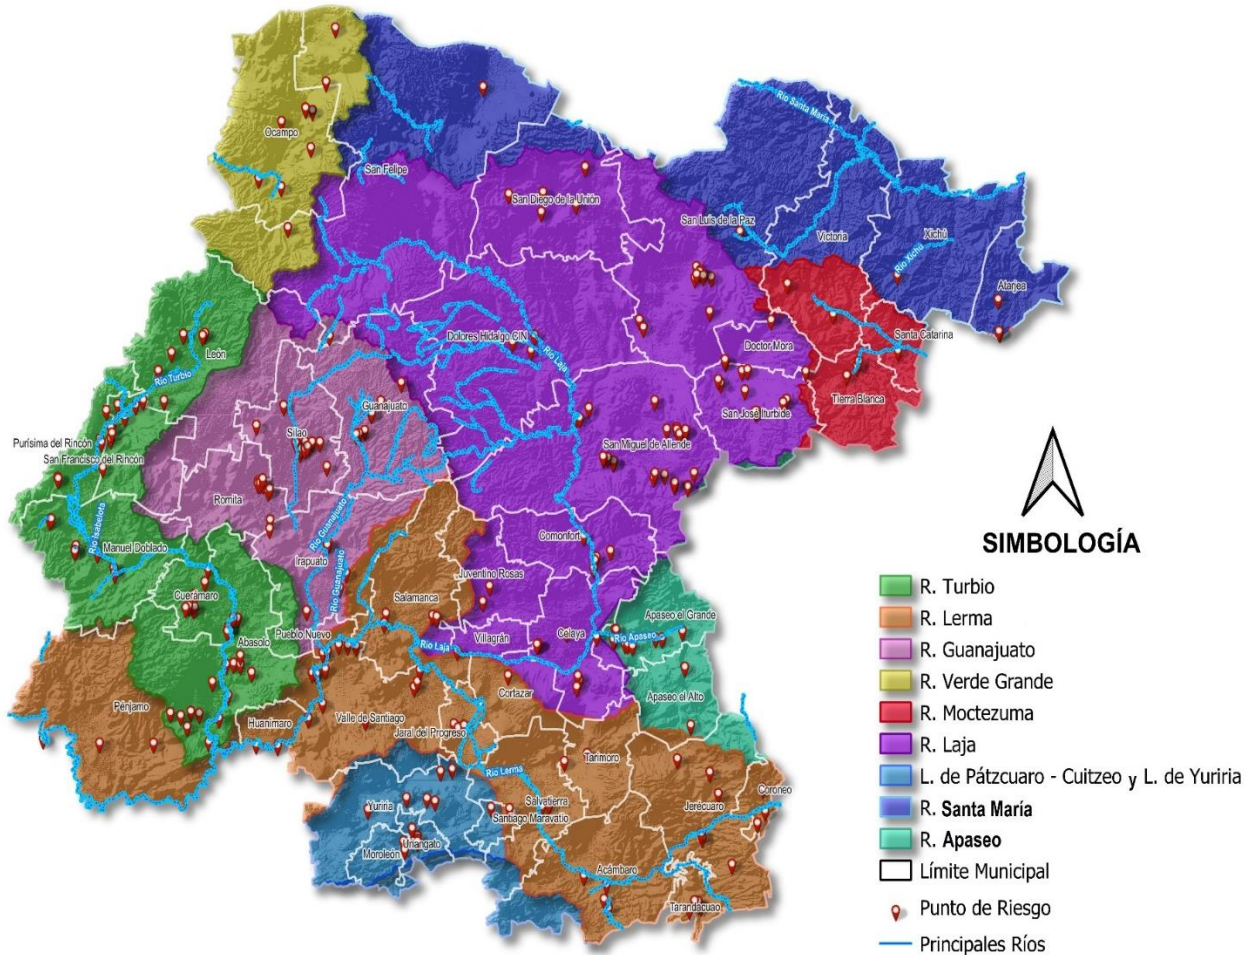 Río Santa María
Ocampo
San Felipe
San Diego de la Unión
San Luis de la Paz
Victoria
Xichú
Río Xichú
Atarjea
Santa Catarina
Doctor Mora
Dolores Hidalgo CIN
Río Laja
León
Río Turbio
Tierra Blanca
San José Iturbide
Guanajuato
Silao
San Miguel de Allende
Purísima del Rincón
San Francisco del Rincón
Romita
Río Guanajuato
Río Isabelota
Manuel Doblado
Irapuato
Comonfort
Río Guanajuato
Juventino Rosas
Cuerámaro
Salamanca
Apaseo el Grande
Abasolo
Pueblo Nuevo
Villagrán
Celaya
Río Apaseo
Río Laja
Cortazar
Apaseo el Alto
Pénjamo
Huanimaro
Valle de Santiago
Jaral del Progreso
Tarimoro
Río Lerma
Coroneo
Yuriria
Salvatierra
Jerécuaro
Santiago Maravatio
Uriangato
Moroleón
Acámbaro
Tarandacuao
SIMBOLOGÍA
R. Turbio
R. Lerma
R. Guanajuato
R. Verde Grande
R. Moctezuma
R. Laja
L. de Pátzcuaro - Cuitzeo y L. de Yuriria
R. Santa María
R. Apaseo
Límite Municipal
Punto de Riesgo
Principales Ríos